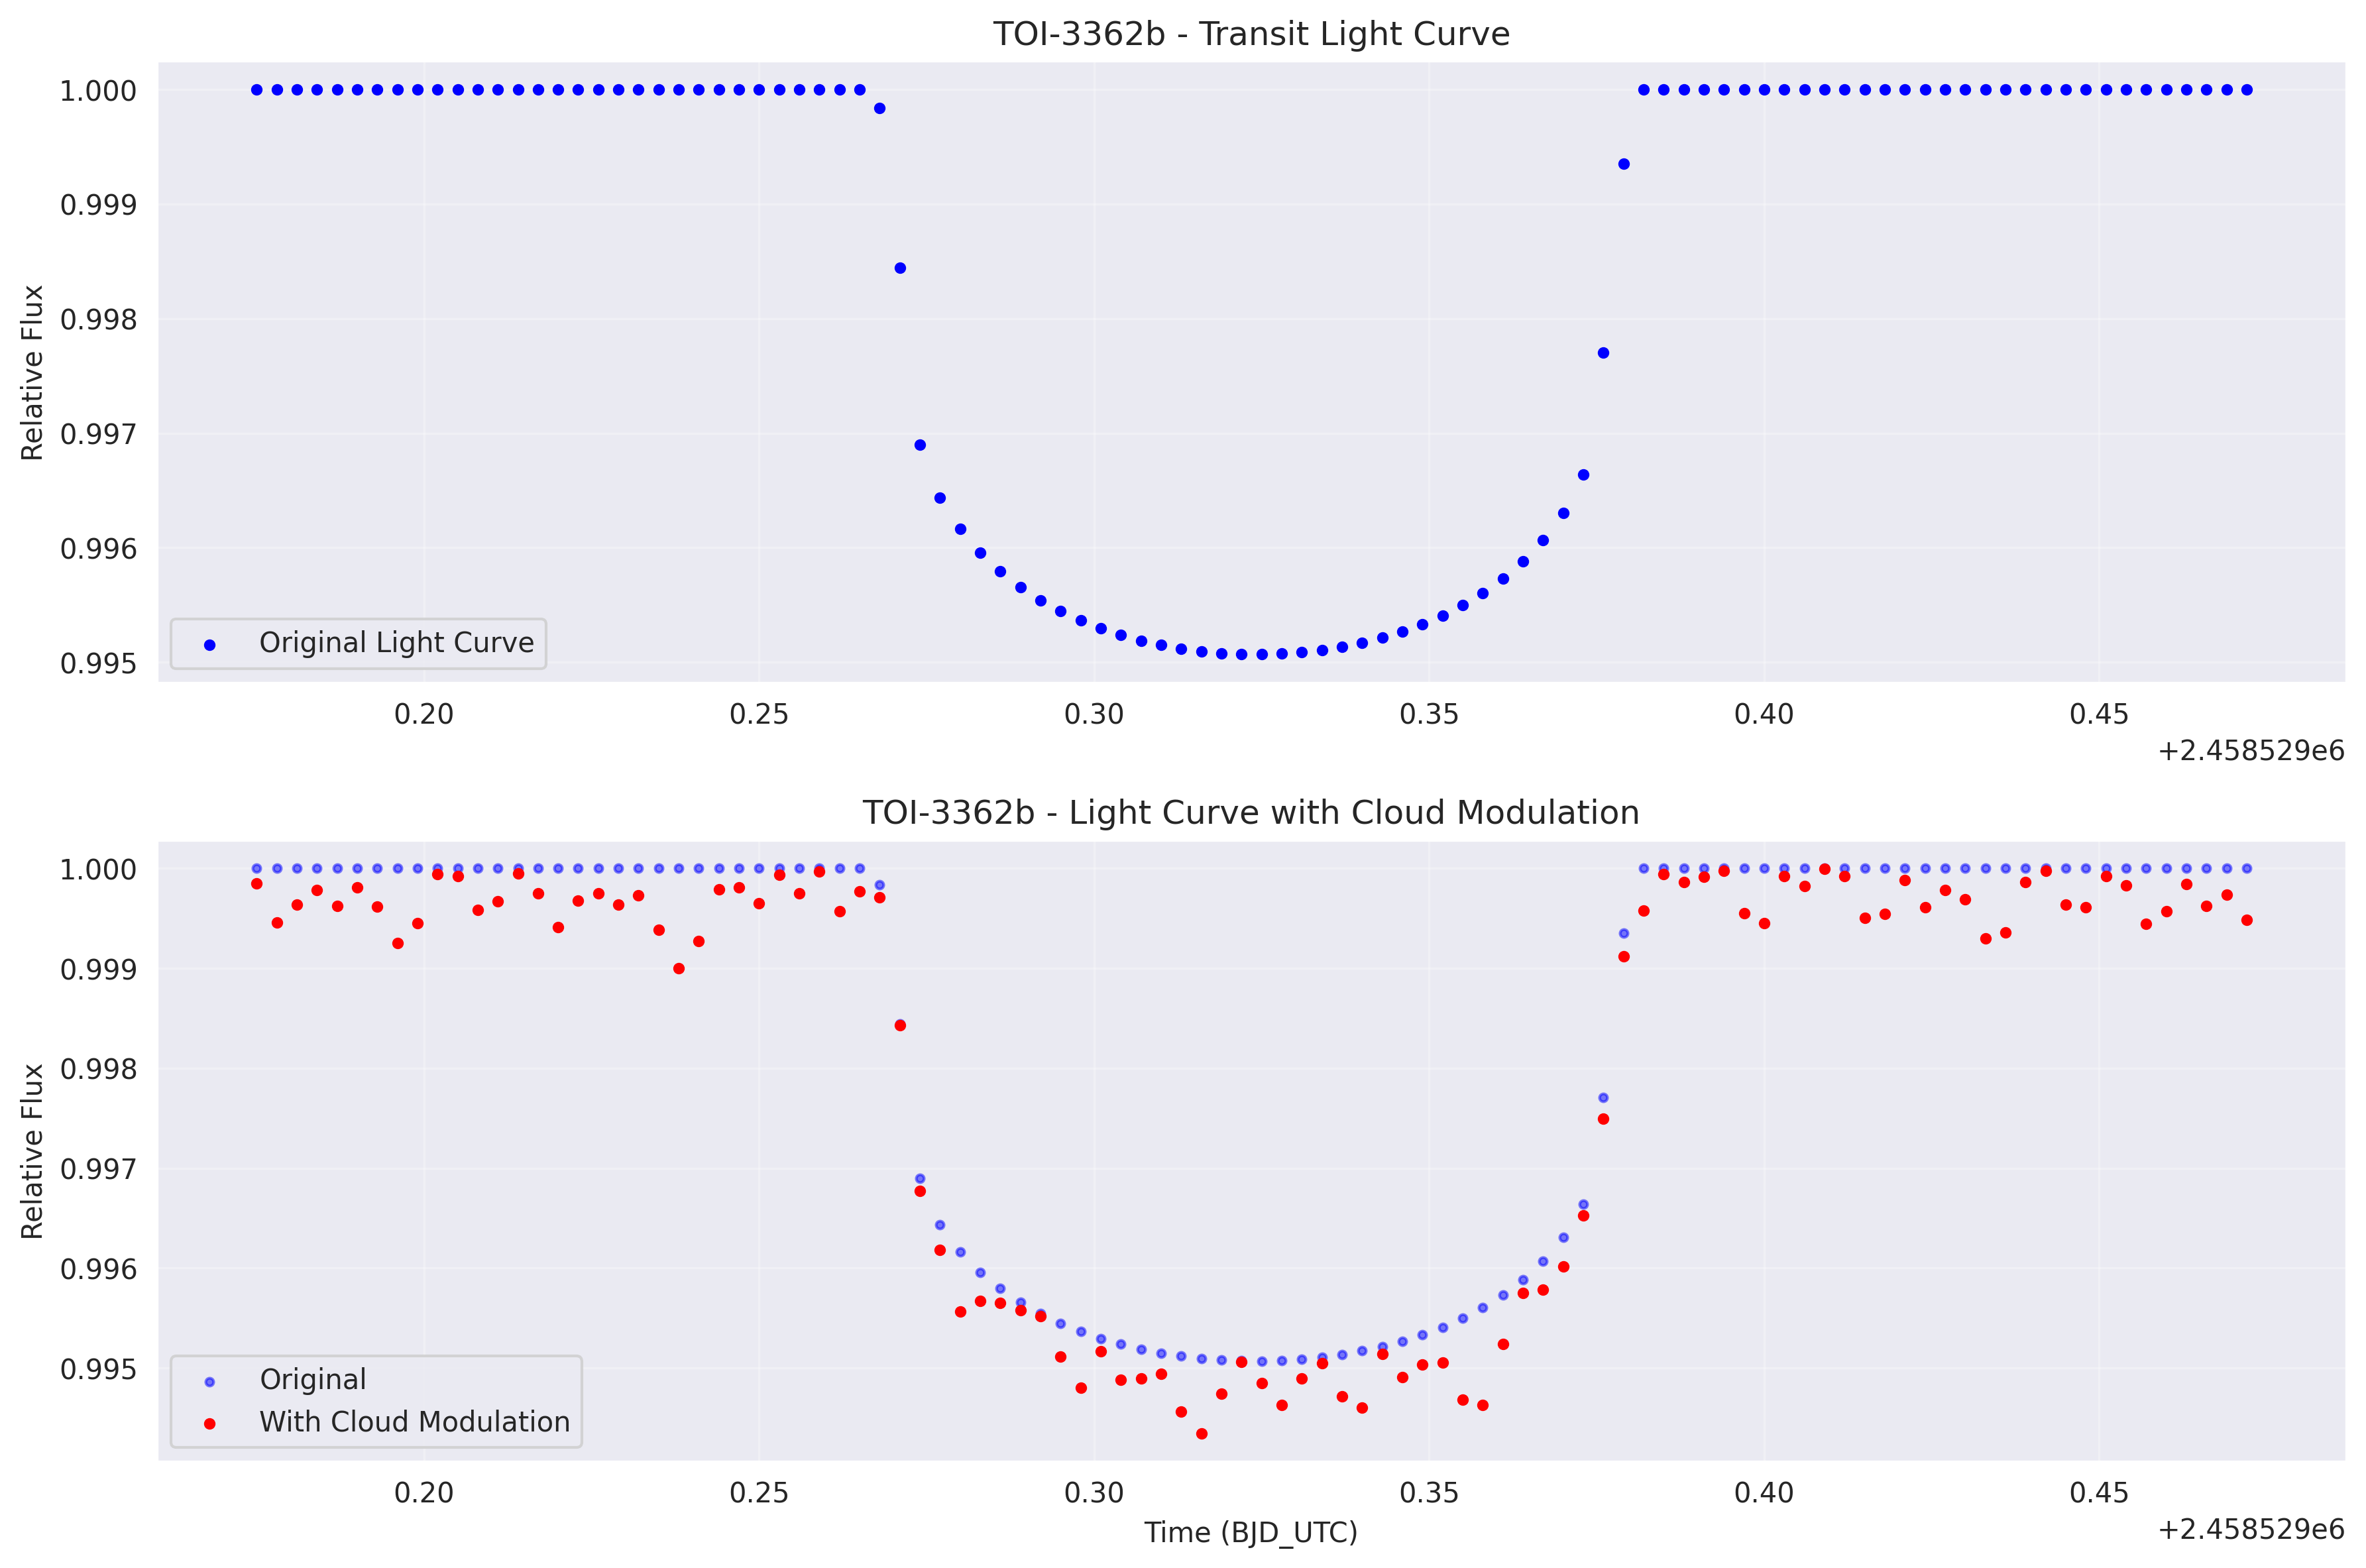 TOI-3362b - Transit Light Curve
Relative Flux
1.000
0.999
0.998
0.997
0.996
0.995
Original Light Curve
0.20 0.25 0.30 0.35 0.40 0.45
+2.458529e6
TOI-3362b - Light Curve with Cloud Modulation
Relative Flux
1.000
0.999
0.998
0.997
0.996
0.995
Original
With Cloud Modulation
0.20 0.25 0.30 0.35 0.40 0.45
Time (BJD_UTC)
+2.458529e6